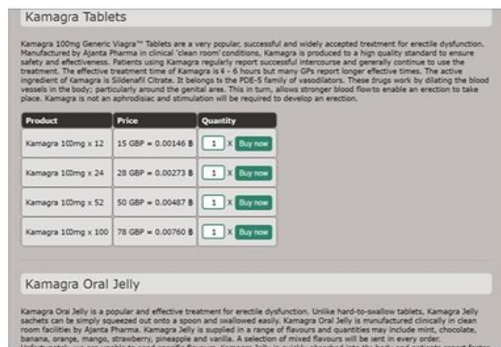 Kamagra Tablets
Kamagra 100mg Generic Viagra™ Tablets are a very popular, successful and widely accepted treatment for erectile dysfunction.
Manufactured by Ajanta Pharma in clinical 'clean room' conditions, Kamagra is produced to a high quality standard to ensure
safety and effectiveness. Patients using Kamagra regularly report successful intercourse and generally continue to use the
treatment. The effective treatment time of Kamagra is 4 - 6 hours but many GPs report longer effective times. The active
ingredient of Kamagra is Sildenafil Citrate. It belongs to the PDE-5 family of vasodilators. These drugs work by dilating the blood
vessels in the body; particularly around the genital area. This in turn, allows stronger blood flow to enable an erection to take
place. Kamagra is not an aphrodisiac and stimulation will be required to develop an erection.
Product Price Quantity
Kamagra 100mg x 12 15 GBP = 0.00146 ฿ 1 X Buy now
Kamagra 100mg x 24 28 GBP = 0.00273 ฿ 1 X Buy now
Kamagra 100mg x 52 50 GBP = 0.00487 ฿ 1 X Buy now
Kamagra 100mg x 100 78 GBP = 0.00760 ฿ 1 X Buy now
Kamagra Oral Jelly
Kamagra Oral Jelly is a popular and effective treatment for erectile dysfunction. Unlike hard-to-swallow tablets, Kamagra Jelly
sachets can be simply squeezed out onto a spoon and swallowed easily. Kamagra Oral Jelly is manufactured clinically in clean
room facilities by Ajanta Pharma. Kamagra Jelly is supplied in a range of flavours and quantities may include mint, chocolate,
banana, orange, mango, strawberry, pineapple and vanilla. A selection of mixed flavours will be sent in every order.